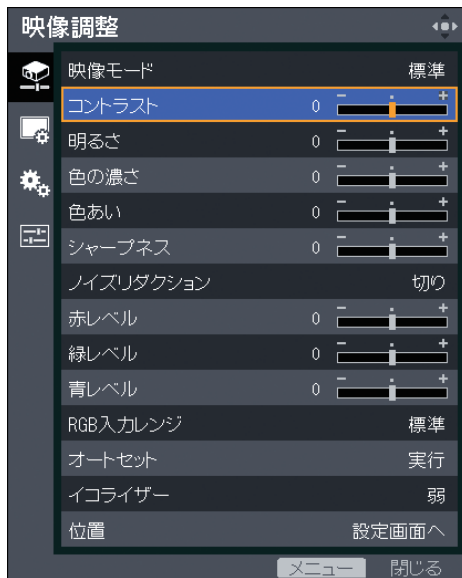 映像調整
映像モード 標準
コントラスト 0 - +
明るさ 0 - +
色の濃さ 0 - +
色あい 0 - +
シャープネス 0 - +
ノイズリダクション 切り
赤レベル 0 - +
緑レベル 0 - +
青レベル 0 - +
RGB入力レンジ 標準
オートセット 実行
イコライザー 弱
位置 設定画面へ
メニュー 閉じる